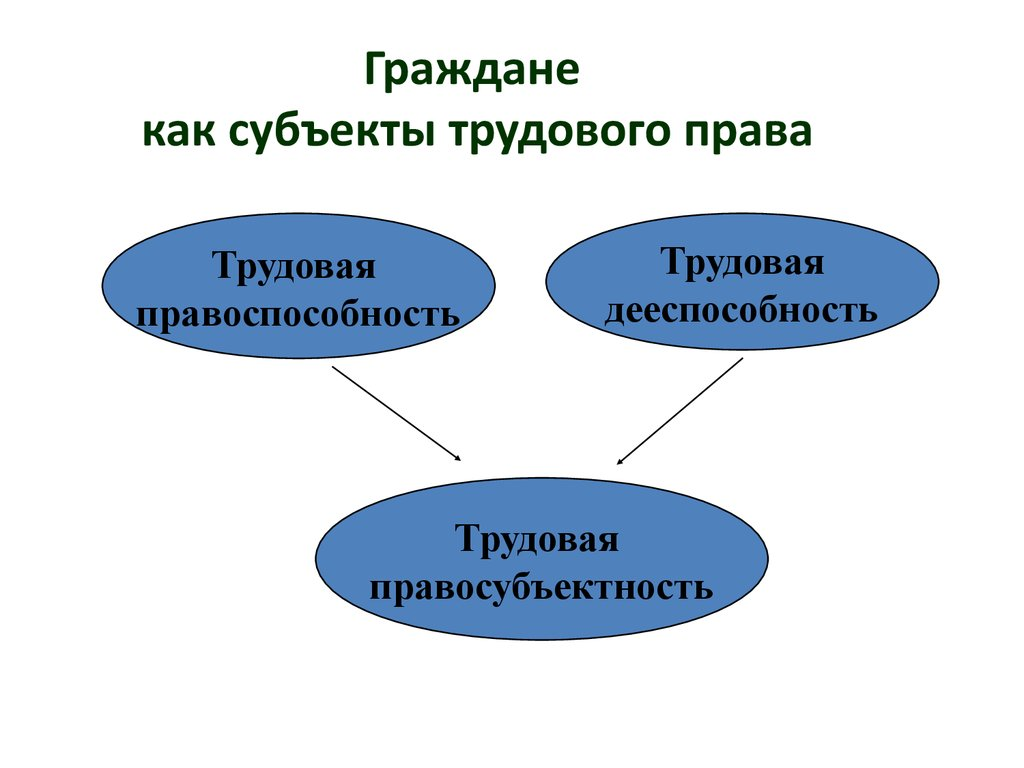 Граждане
как субъекты трудового права
Трудовая
правоспособность
Трудовая
дееспособность
Трудовая
правосубъектность